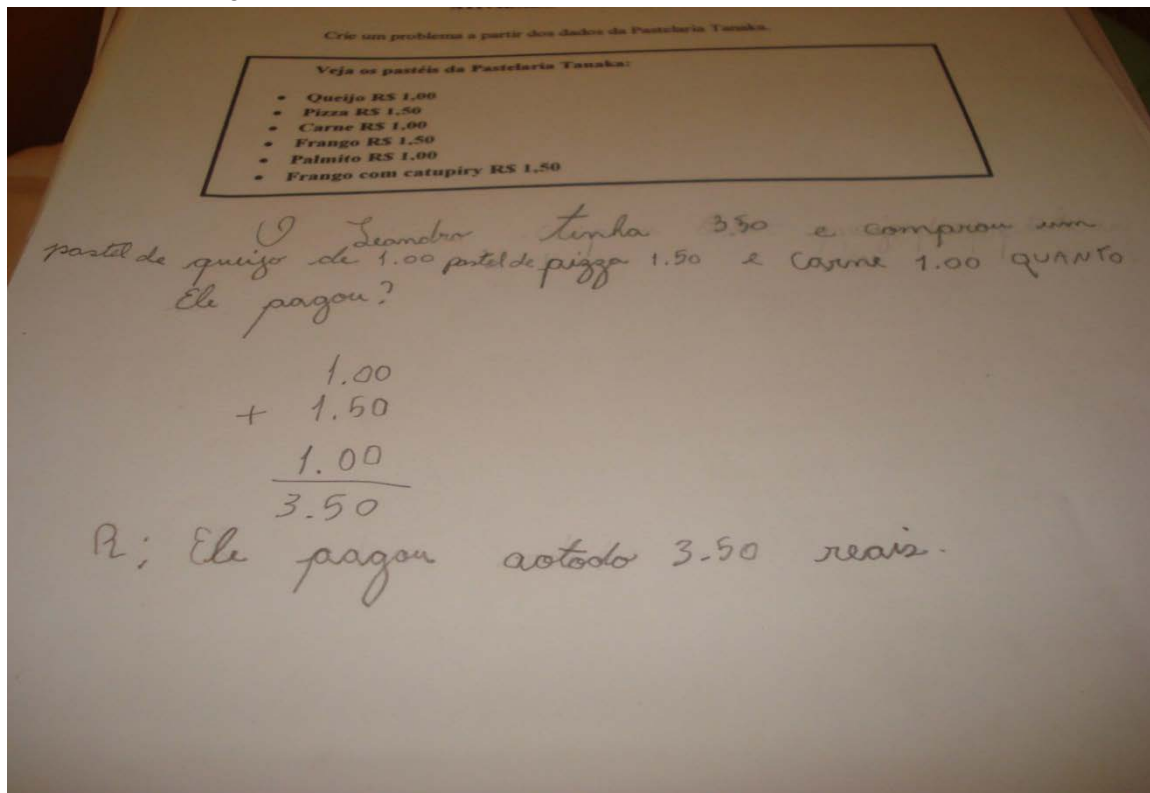 Crie um problema a partir dos dados da Pastelaria Tanaka.
Veja os pastéis da Pastelaria Tanaka:
• Queijo R$ 1,00
• Pizza R$ 1,50
• Carne R$ 1,00
• Frango R$ 1,50
• Palmito R$ 1,00
• Frango com catupiry R$ 1,50
O Leandro tinha 3.50 e comprou um
pastel de queijo de 1.00 pastel de pizza 1.50 e carne 1.00 QUANTO
Ele pagou?
1.00
+ 1.50
1.00
3.50
R; Ele pagou aotodo 3.50 reais.